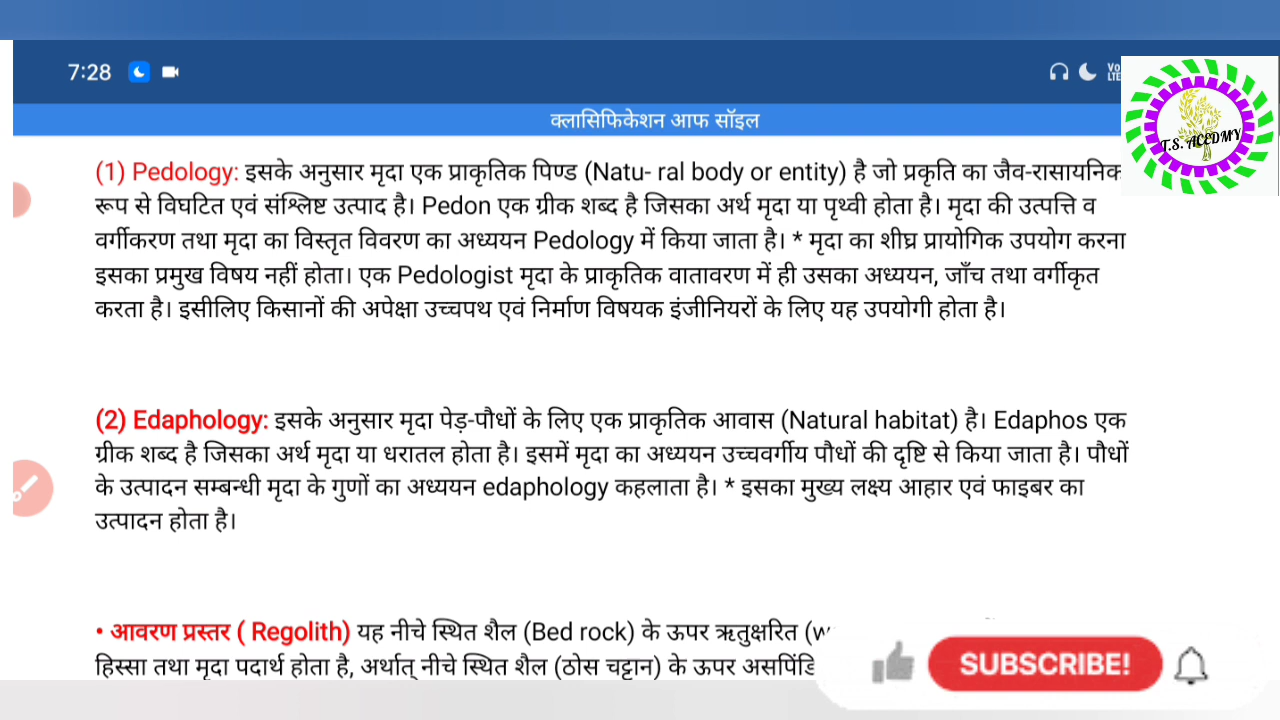 7:28
Vo
LTE
T.S. ACEDMY
क्लासिफिकेशन आफ सॉइल
(1) Pedology: इसके अनुसार मृदा एक प्राकृतिक पिण्ड (Natu- ral body or entity) है जो प्रकृति का जैव-रासायनिक
रूप से विघटित एवं संश्लिष्ट उत्पाद है। Pedon एक ग्रीक शब्द है जिसका अर्थ मृदा या पृथ्वी होता है। मृदा की उत्पत्ति व
वर्गीकरण तथा मृदा का विस्तृत विवरण का अध्ययन Pedology में किया जाता है। * मृदा का शीघ्र प्रायोगिक उपयोग करना
इसका प्रमुख विषय नहीं होता। एक Pedologist मृदा के प्राकृतिक वातावरण में ही उसका अध्ययन, जाँच तथा वर्गीकृत
करता है। इसीलिए किसानों की अपेक्षा उच्चपथ एवं निर्माण विषयक इंजीनियरों के लिए यह उपयोगी होता है।
(2) Edaphology: इसके अनुसार मृदा पेड़-पौधों के लिए एक प्राकृतिक आवास (Natural habitat) है। Edaphos एक
ग्रीक शब्द है जिसका अर्थ मृदा या धरातल होता है। इसमें मृदा का अध्ययन उच्चवर्गीय पौधों की दृष्टि से किया जाता है। पौधों
के उत्पादन सम्बन्धी मृदा के गुणों का अध्ययन edaphology कहलाता है। * इसका मुख्य लक्ष्य आहार एवं फाइबर का
उत्पादन होता है।
• आवरण प्रस्तर ( Regolith) यह नीचे स्थित शैल (Bed rock) के ऊपर ऋतुक्षरित
हिस्सा तथा मृदा पदार्थ होता है, अर्थात् नीचे स्थित शैल (ठोस चट्टान) के ऊपर
SUBSCRIBE!